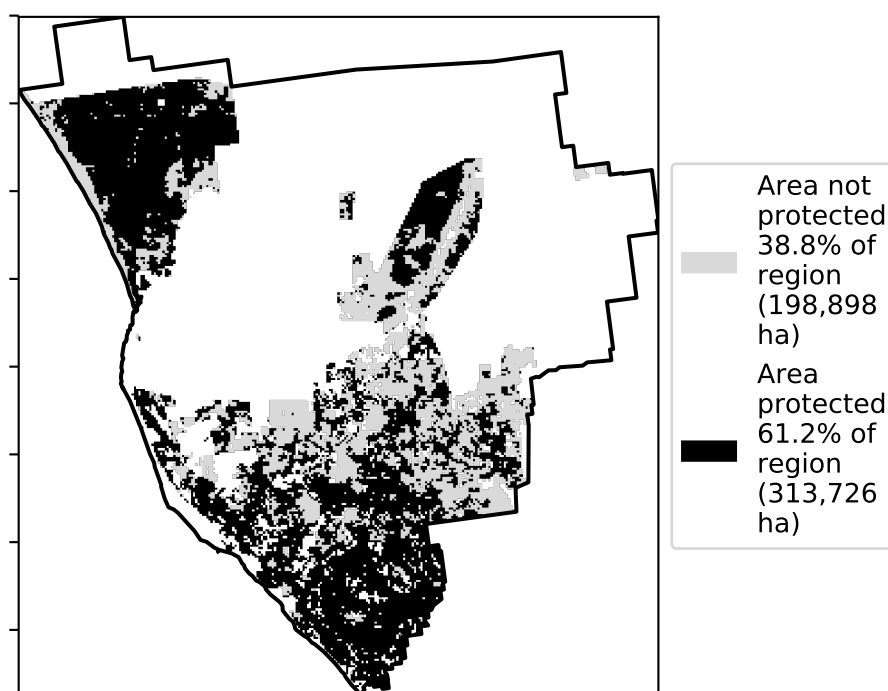 Area not
protected
38.8% of
region
(198,898
ha)
Area
protected
61.2% of
region
(313,726
ha)